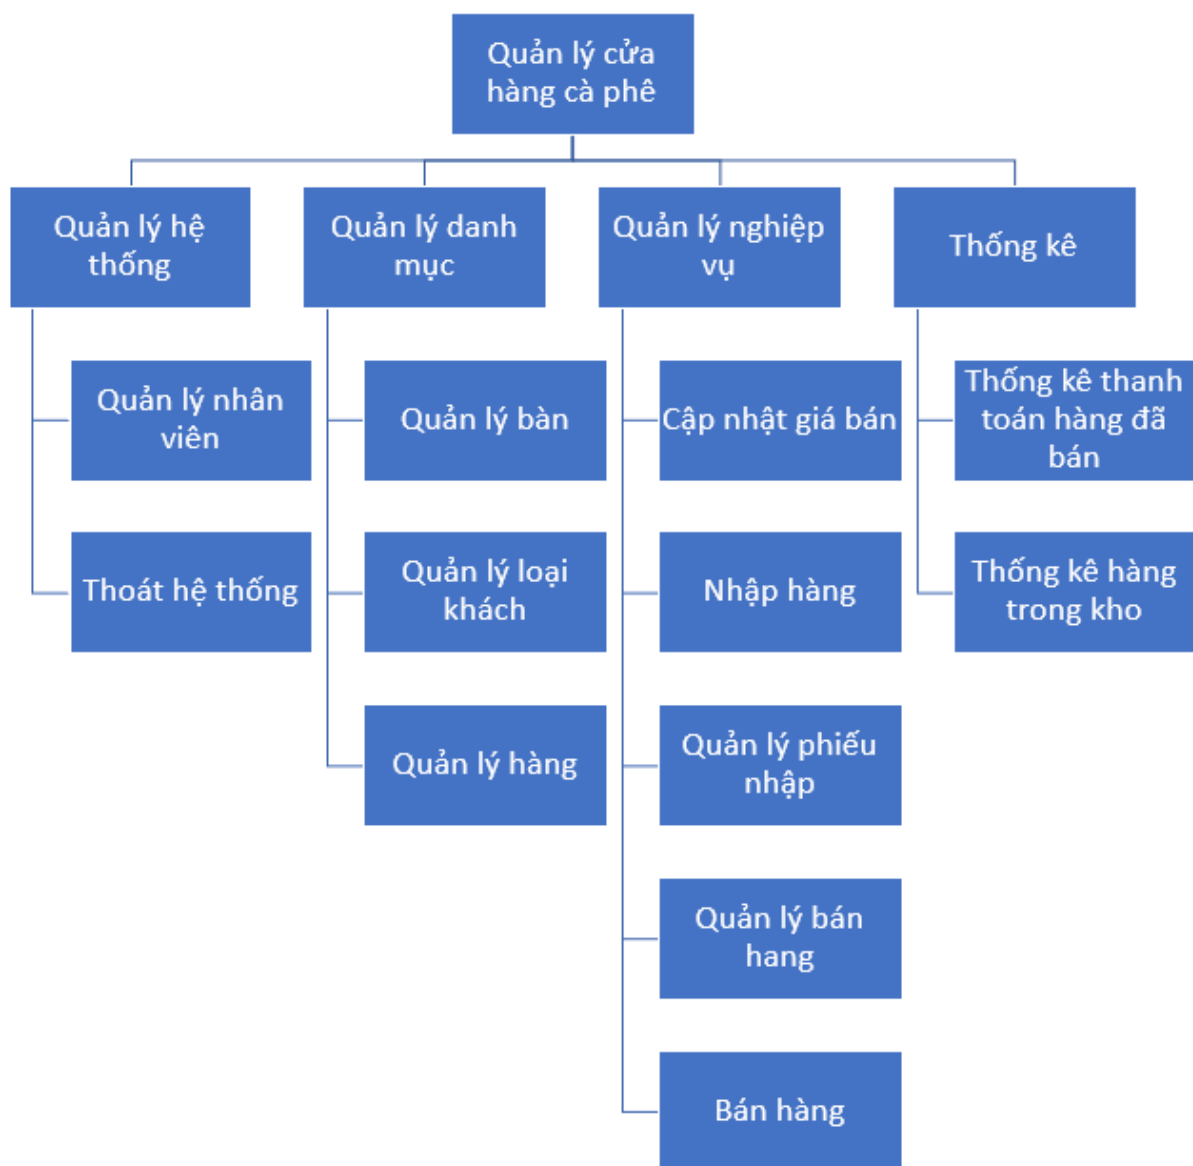 Quản lý cửa
hàng cà phê
Quản lý hệ
thống
Quản lý danh
mục
Quản lý nghiệp
vụ
Thống kê
Quản lý nhân
viên
Quản lý bàn
Cập nhật giá bán
Thống kê thanh
toán hàng đã
bán
Thoát hệ thống
Quản lý loại
khách
Nhập hàng
Thống kê hàng
trong kho
Quản lý hàng
Quản lý phiếu
nhập
Quản lý bán
hang
Bán hàng